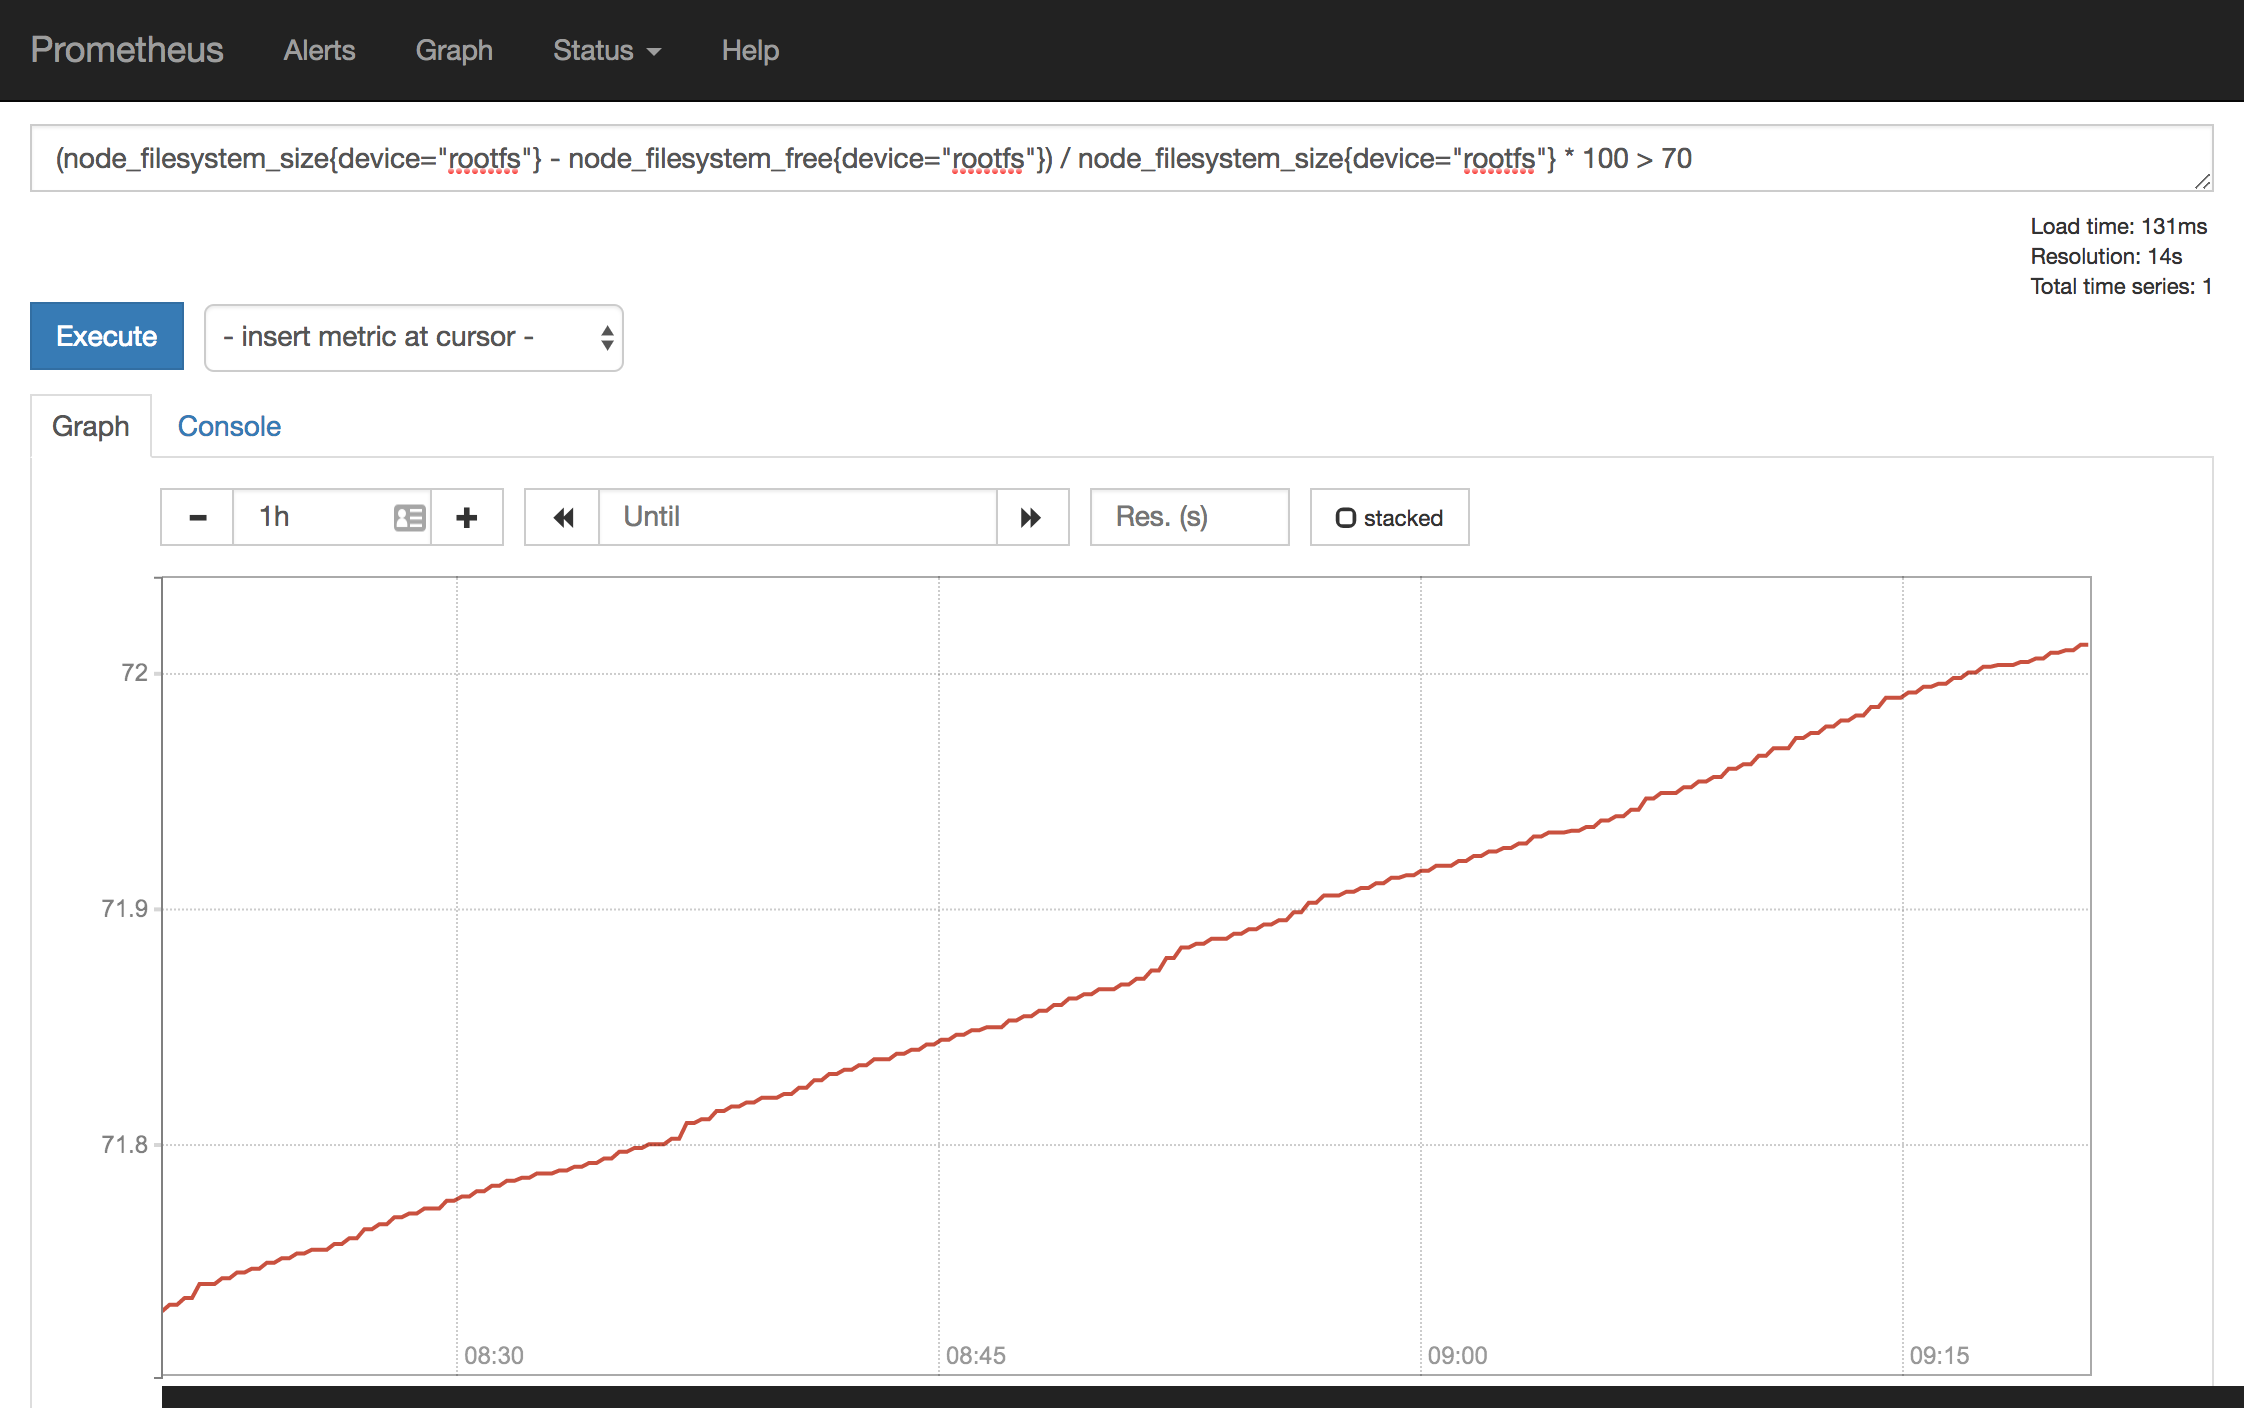 Prometheus Alerts Graph Status Help
(node_filesystem_size{device="rootfs"} - node_filesystem_free{device="rootfs"}) / node_filesystem_size{device="rootfs"} * 100 > 70
Load time: 131ms
Resolution: 14s
Total time series: 1
Execute - insert metric at cursor -
Graph Console
1h Until Res. (s) stacked
72
71.9
71.8
08:30 08:45 09:00 09:15